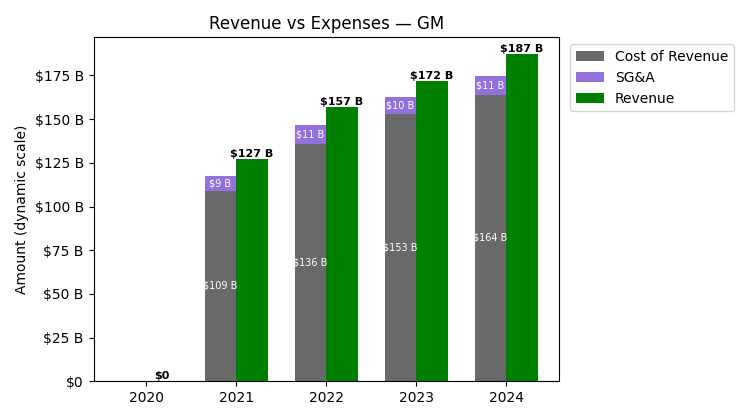 Revenue vs Expenses — GM
Amount (dynamic scale)
$175 B
$150 B
$125 B
$100 B
$75 B
$50 B
$25 B
$0
$0
$109 B
$9 B
$127 B
$136 B
$11 B
$157 B
$153 B
$10 B
$172 B
$164 B
$11 B
$187 B
2020 2021 2022 2023 2024
Cost of Revenue
SG&A
Revenue